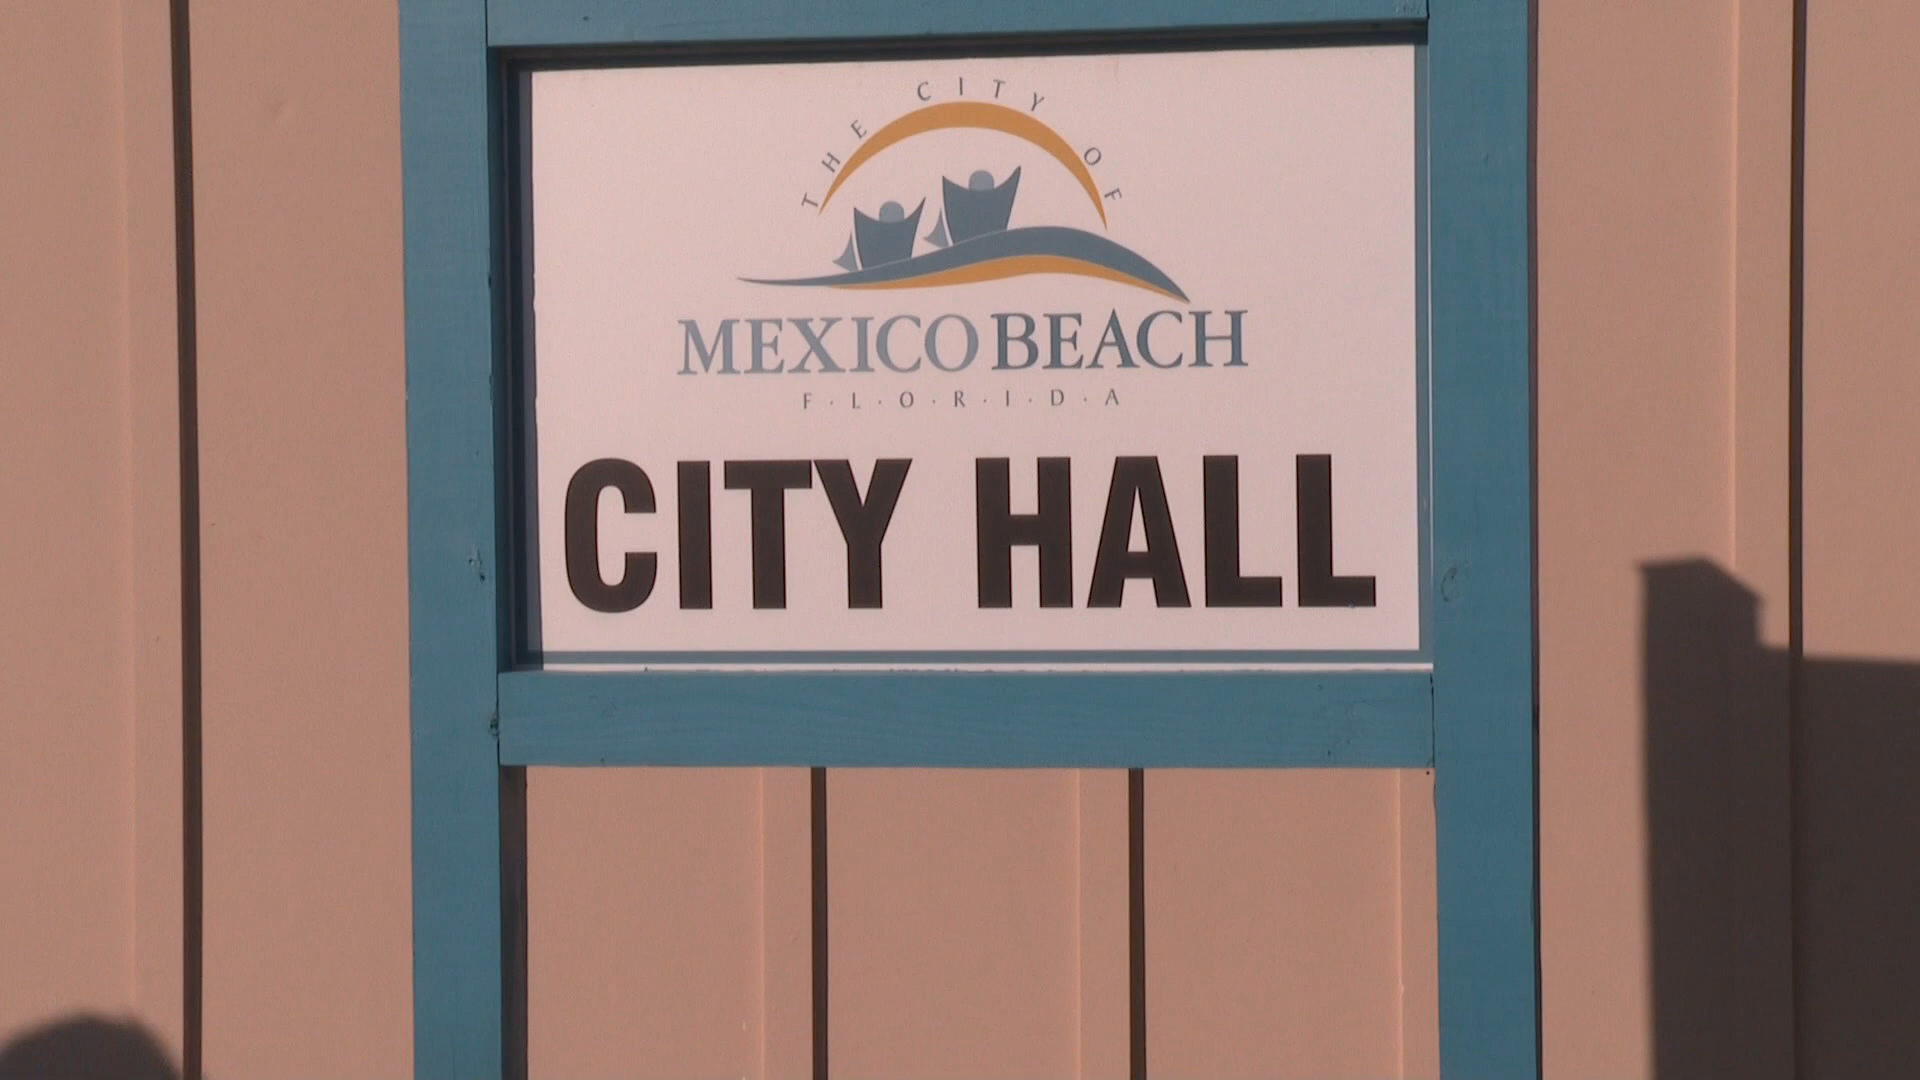 THE CITY OF
MEXICO BEACH
F·L·O·R·I·D·A
CITY HALL